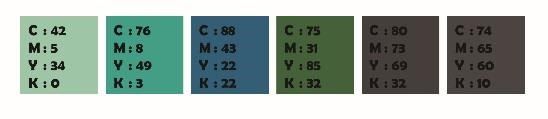 C : 42
M : 5
Y : 34
K : 0
C : 76
M : 8
Y : 49
K : 3
C : 88
M : 43
Y : 22
K : 22
C : 75
M : 31
Y : 85
K : 32
C : 80
M : 73
Y : 69
K : 32
C : 74
M : 65
Y : 60
K : 10